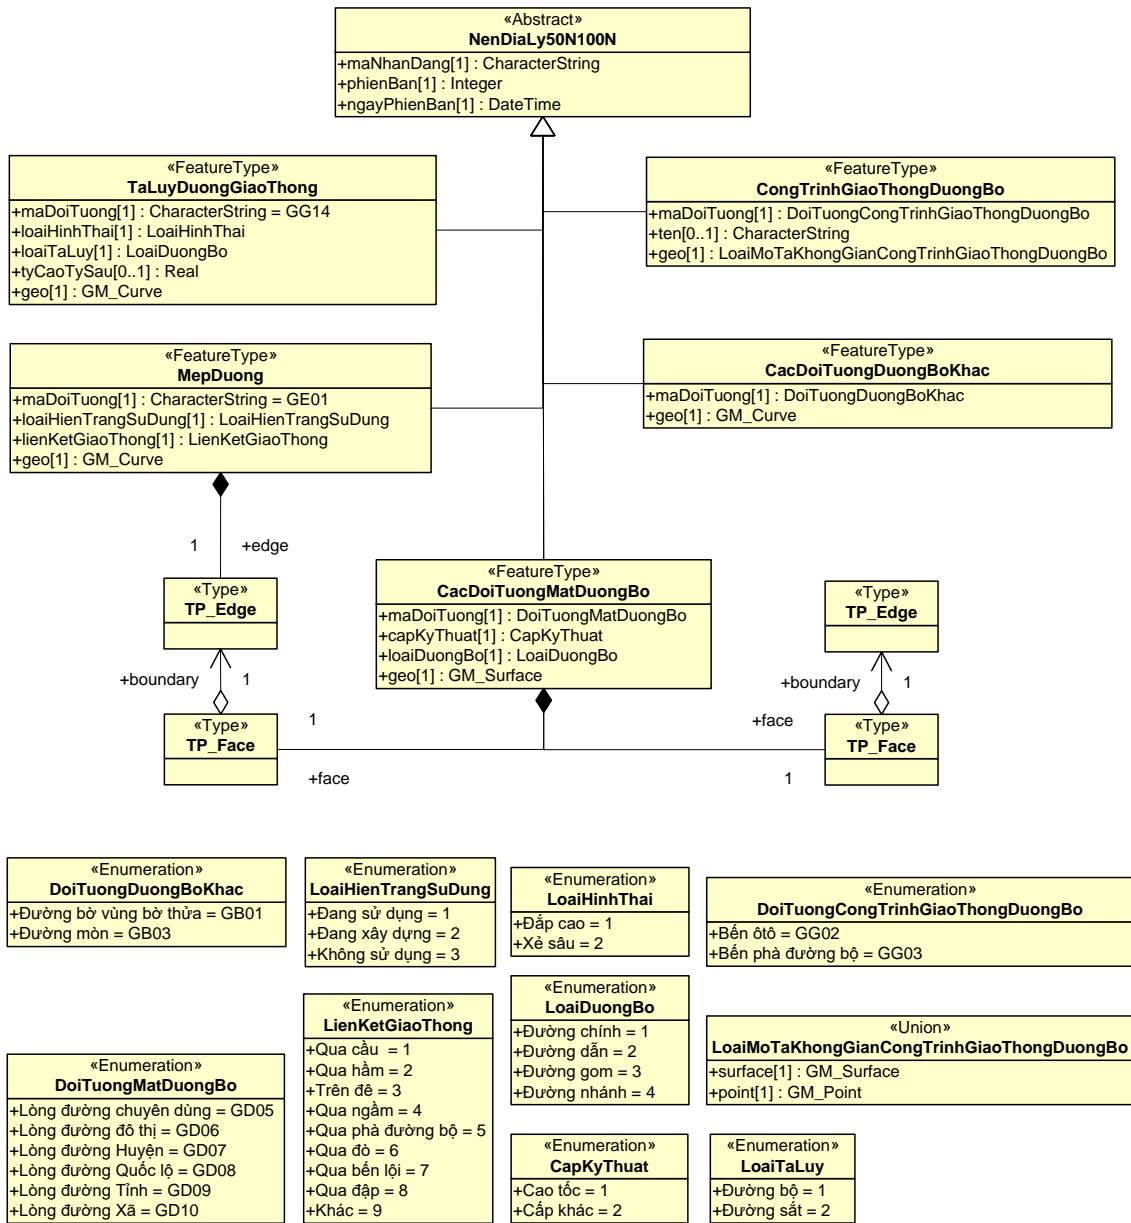 «Abstract»
NenDiaLy50N100N
+maNhanDang[1] : CharacterString
+phienBan[1] : Integer
+ngayPhienBan[1] : DateTime
«FeatureType»
TaLuyDuongGiaoThong
+maDoiTuong[1] : CharacterString = GG14
+loaiHinhThai[1] : LoaiHinhThai
+loaiTaLuy[1] : LoaiDuongBo
+tyCaoTySau[0..1] : Real
+geo[1] : GM_Curve
«FeatureType»
CongTrinhGiaoThongDuongBo
+maDoiTuong[1] : DoiTuongCongTrinhGiaoThongDuongBo
+ten[0..1] : CharacterString
+geo[1] : LoaiMoTaKhongGianCongTrinhGiaoThongDuongBo
«FeatureType»
MepDuong
+maDoiTuong[1] : CharacterString = GE01
+loaiHienTrangSuDung[1] : LoaiHienTrangSuDung
+lienKetGiaoThong[1] : LienKetGiaoThong
+geo[1] : GM_Curve
«FeatureType»
CacDoiTuongDuongBoKhac
+maDoiTuong[1] : DoiTuongDuongBoKhac
+geo[1] : GM_Curve
1
+edge
«Type»
TP_Edge
«FeatureType»
CacDoiTuongMatDuongBo
+maDoiTuong[1] : DoiTuongMatDuongBo
+capKyThuat[1] : CapKyThuat
+loaiDuongBo[1] : LoaiDuongBo
+geo[1] : GM_Surface
«Type»
TP_Edge
+boundary
1
+boundary
1
«Type»
TP_Face
1
+face
+face
1
«Type»
TP_Face
«Enumeration»
DoiTuongDuongBoKhac
+Đường bờ vùng bờ thửa = GB01
+Đường mòn = GB03
«Enumeration»
LoaiHienTrangSuDung
+Đang sử dụng = 1
+Đang xây dựng = 2
+Không sử dụng = 3
«Enumeration»
LoaiHinhThai
+Đắp cao = 1
+Xẻ sâu = 2
«Enumeration»
DoiTuongCongTrinhGiaoThongDuongBo
+Bến ôtô = GG02
+Bến phà đường bộ = GG03
«Enumeration»
DoiTuongMatDuongBo
+Lòng đường chuyên dùng = GD05
+Lòng đường đô thị = GD06
+Lòng đường Huyện = GD07
+Lòng đường Quốc lộ = GD08
+Lòng đường Tỉnh = GD09
+Lòng đường Xã = GD10
«Enumeration»
LienKetGiaoThong
+Qua cầu = 1
+Qua hầm = 2
+Trên đê = 3
+Qua ngầm = 4
+Qua phà đường bộ = 5
+Qua đò = 6
+Qua bến lội = 7
+Qua đập = 8
+Khác = 9
«Enumeration»
LoaiDuongBo
+Đường chính = 1
+Đường dẫn = 2
+Đường gom = 3
+Đường nhánh = 4
«Union»
LoaiMoTaKhongGianCongTrinhGiaoThongDuongBo
+surface[1] : GM_Surface
+point[1] : GM_Point
«Enumeration»
CapKyThuat
+Cao tốc = 1
+Cấp khác = 2
«Enumeration»
LoaiTaLuy
+Đường bộ = 1
+Đường sắt = 2